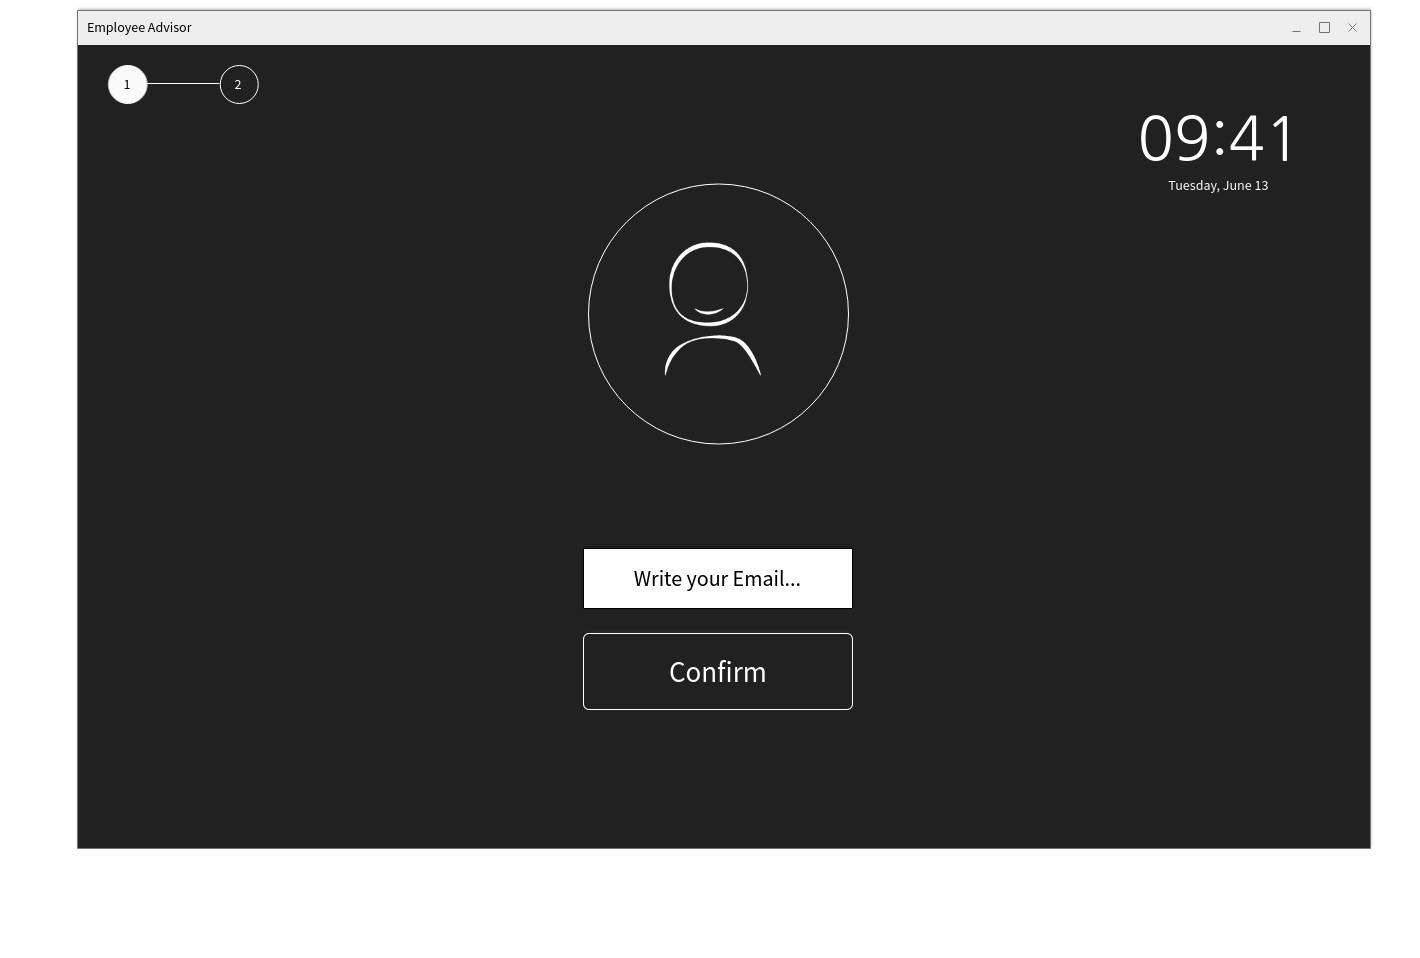 Employee Advisor
1
2
09:41
Tuesday, June 13
Write your Email...
Confirm